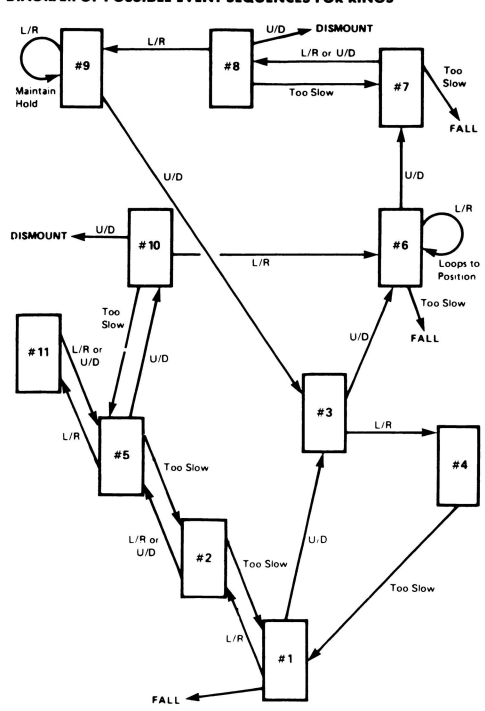 DIAGRAM OF POSSIBLE EVENT SEQUENCES FOR RINGS
L/R
U/D
DISMOUNT
#9
L/R
#8
L/R or U/D
#7
Too
Slow
Maintain
Hold
Too Slow
FALL
U/D
U/D
DISMOUNT
U/D
#10
L/R
#6
L/R
Loops to
Position
Too Slow
FALL
Too
Slow
U/D
#11
L/R or
U/D
U/D
#3
L/R
#4
L/R
#5
Too Slow
L/R or
U/D
#2
Too Slow
U/D
Too Slow
L/R
#1
FALL